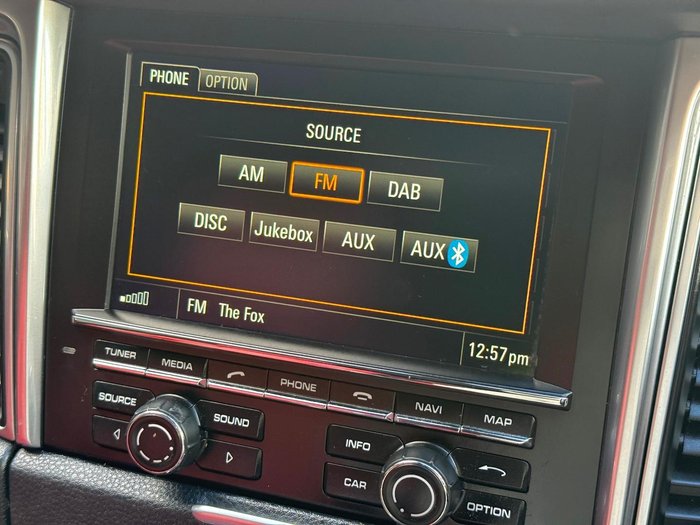 PHONE OPTION
SOURCE
AM FM DAB
DISC Jukebox AUX AUX
FM The Fox
12:57pm
TUNER MEDIA PHONE NAVI MAP
SOURCE SOUND INFO
CAR OPTION